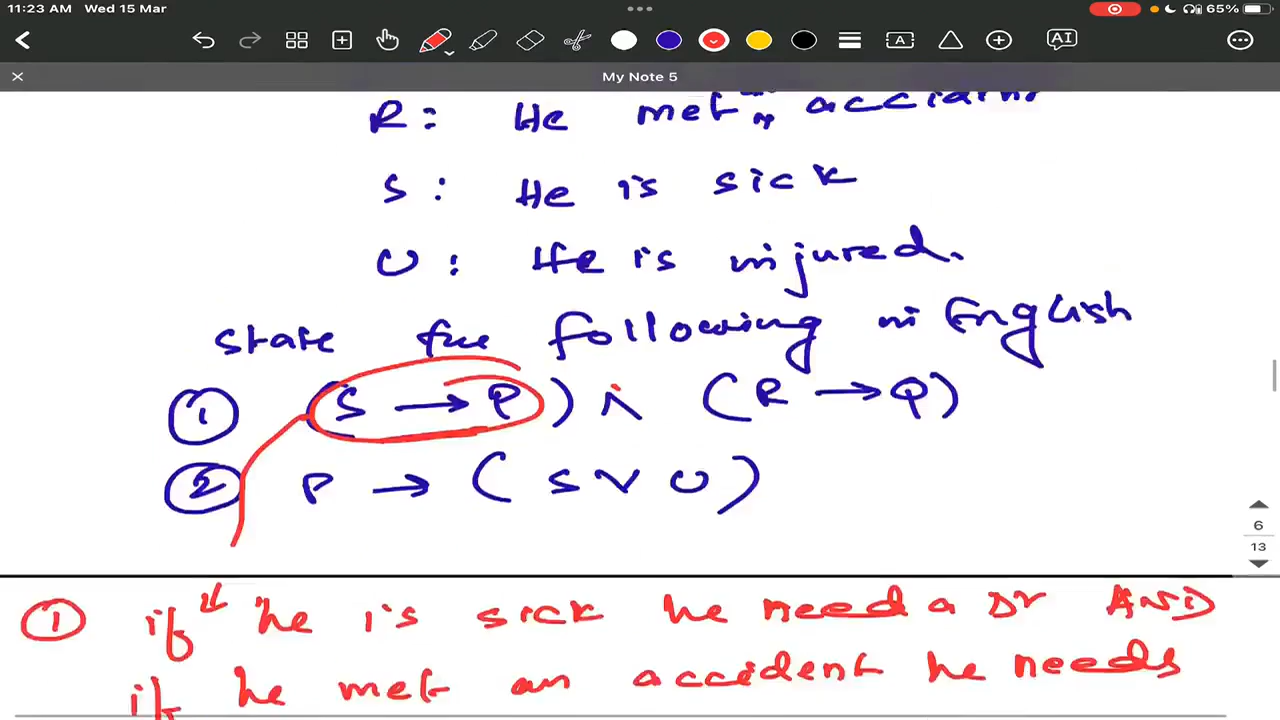 11:23 AM Wed 15 Mar
65%
A
AI
My Note 5
R: He met an accident
S: He is sick
U: He is injured.
State the following in English
① (S → P) ∧ (R → Q)
② P → (S ∨ U)
6
13
① if he is sick he need a Dr AND
if he met an accident he needs